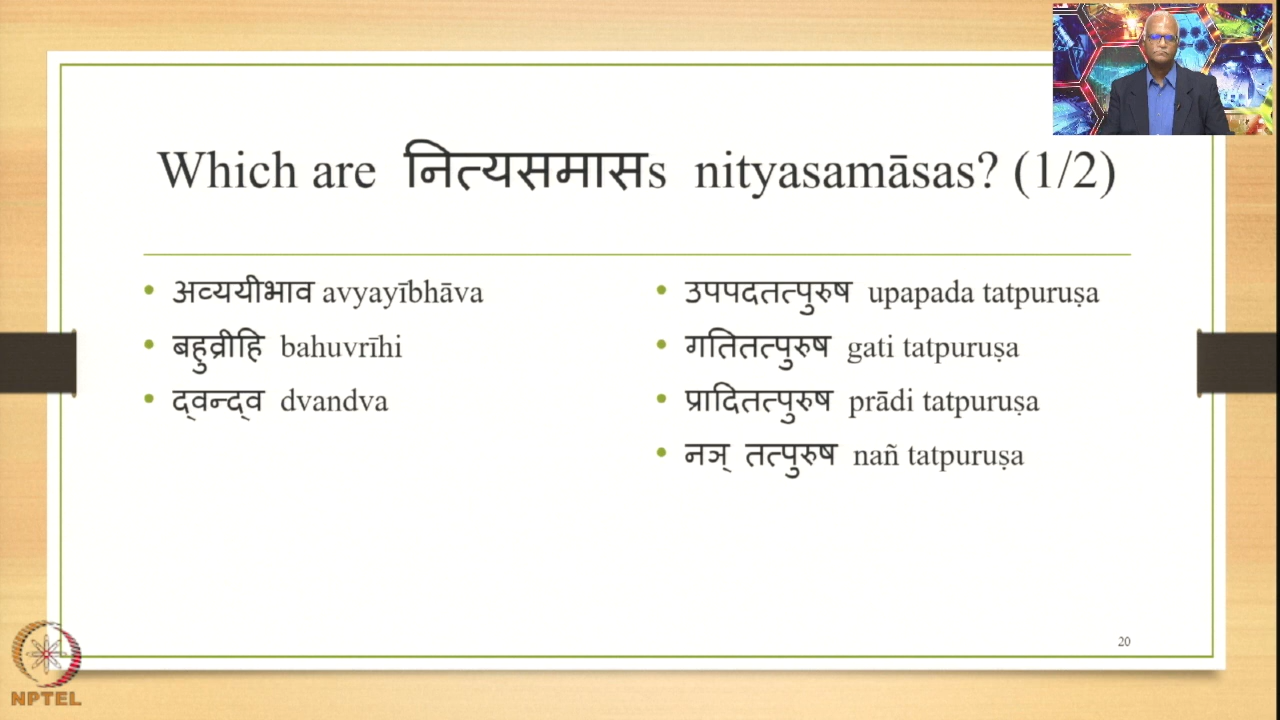 Which are नित्यसमासs nityasamāsas? (1/2)
• अव्ययीभाव avyayībhāva
• बहुव्रीहि bahuvrīhi
• द्वन्द्व dvandva
• उपपदतत्पुरुष upapada tatpuruṣa
• गतितत्पुरुष gati tatpuruṣa
• प्रादितत्पुरुष prādi tatpuruṣa
• नञ् तत्पुरुष nañ tatpuruṣa
20
NPTEL